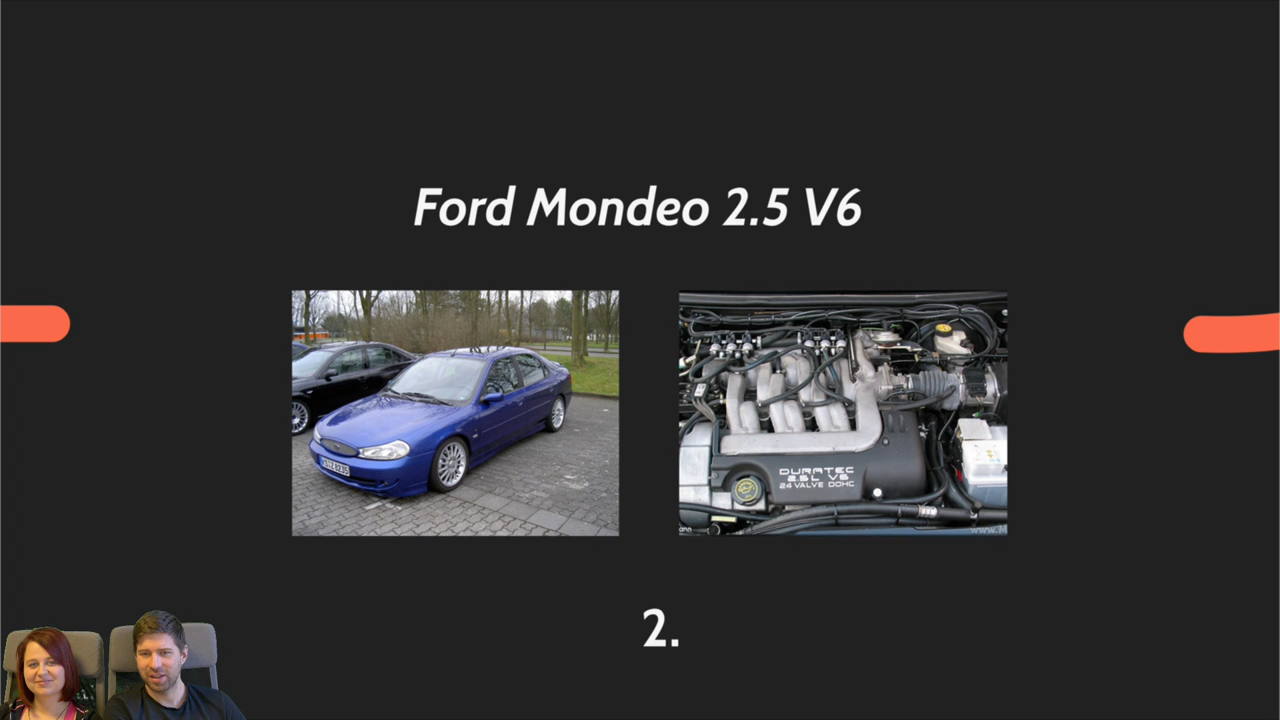 Ford Mondeo 2.5 V6
DURATEC
2.5L V6
24 VALVE DOHC
2.